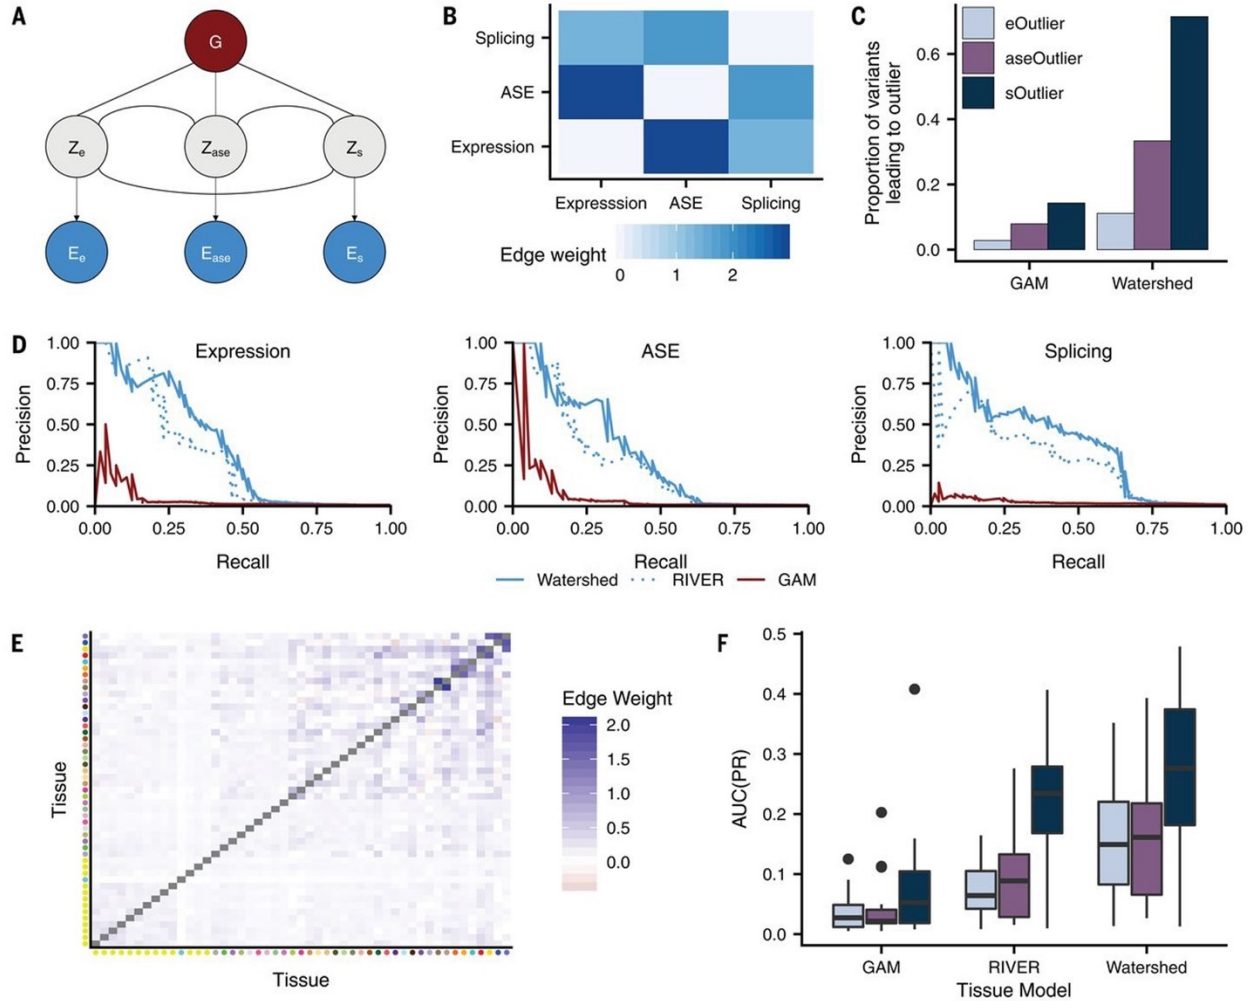 A
G
Ze
Zase
Zs
Ee
Ease
Es
B
Splicing
ASE
Expression
Expresssion ASE Splicing
Edge weight
0 1 2
C
eOutlier
aseOutlier
sOutlier
Proportion of variants
leading to outlier
0.6
0.4
0.2
0.0
GAM Watershed
D
Expression
Precision
1.00
0.75
0.50
0.25
0.00
0.00 0.25 0.50 0.75 1.00
Recall
ASE
Precision
1.00
0.75
0.50
0.25
0.00
0.00 0.25 0.50 0.75 1.00
Recall
Splicing
Precision
1.00
0.75
0.50
0.25
0.00
0.00 0.25 0.50 0.75 1.00
Recall
Watershed RIVER GAM
E
Tissue
Tissue
Edge Weight
2.0
1.5
1.0
0.5
0.0
F
AUC(PR)
0.5
0.4
0.3
0.2
0.1
0.0
GAM RIVER Watershed
Tissue Model